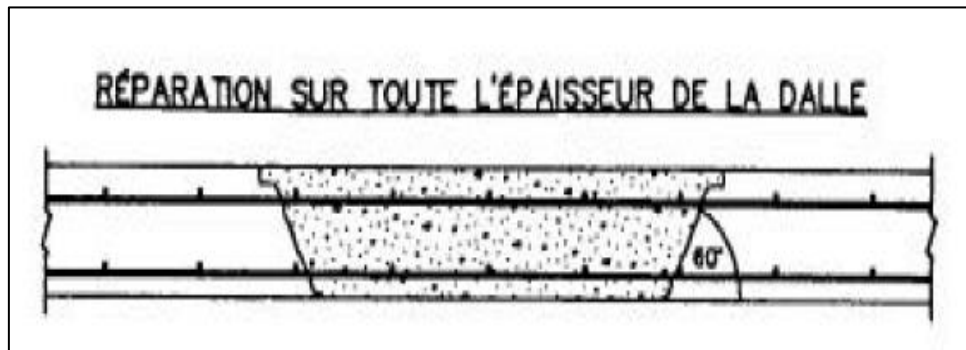 RÉPARATION SUR TOUTE L'ÉPAISSEUR DE LA DALLE
60°